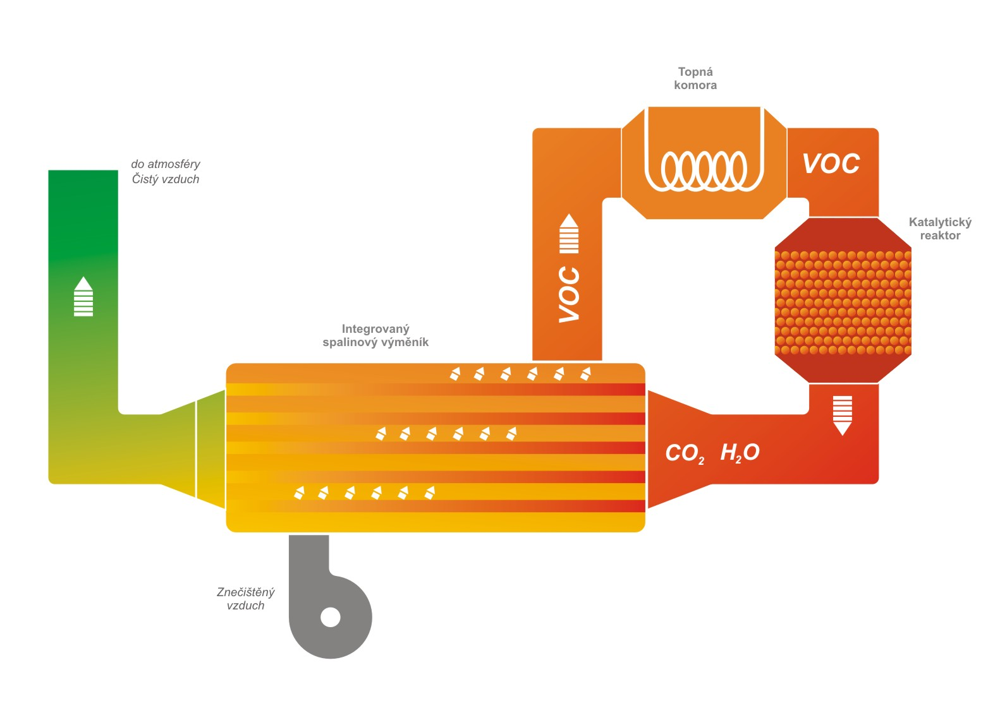 Topná
komora
do atmosféry
Čistý vzduch
VOC
Katalytický
reaktor
VOC
Integrovaný
spalinový výměník
CO2 H2O
Znečištěný
vzduch